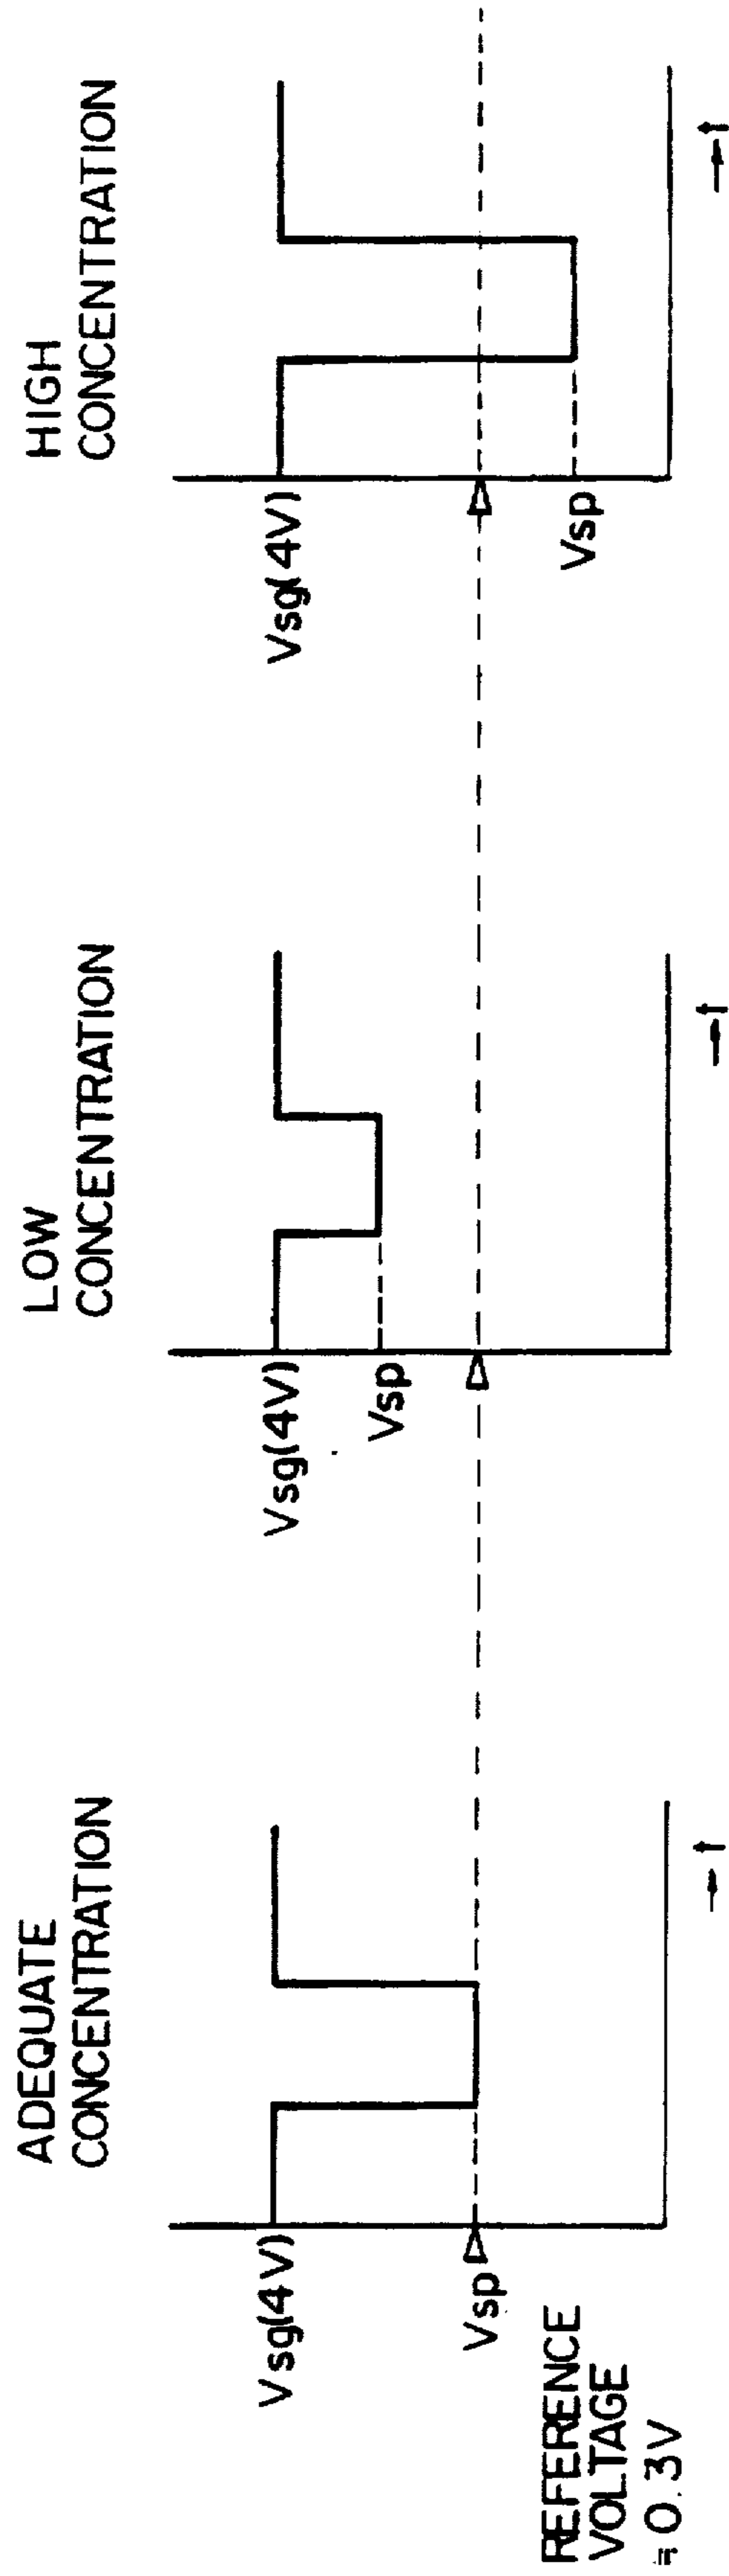 ADEQUATE
CONCENTRATION
Vsg(4V)
Vsp
REFERENCE
VOLTAGE
≒0.3V
→t
LOW
CONCENTRATION
Vsg(4V)
Vsp
→t
HIGH
CONCENTRATION
Vsg(4V)
Vsp
→t